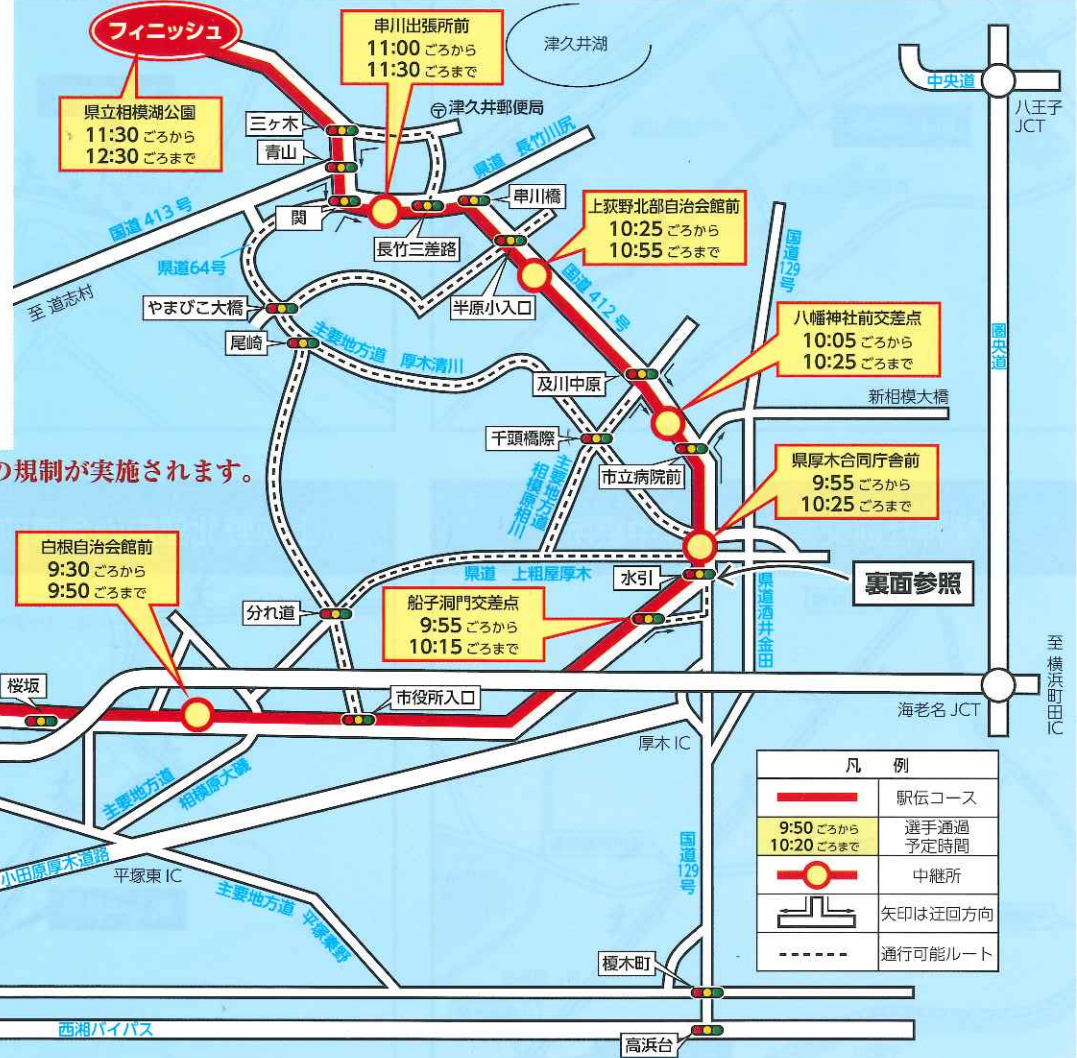 フィニッシュ
県立相模湖公園
11:30 ごろから
12:30 ごろまで
串川出張所前
11:00 ごろから
11:30 ごろまで
津久井湖
中央道
八王子
JCT
〶津久井郵便局
三ヶ木
青山
関
県道 長竹川尻
串川橋
長竹三差路
国道413号
県道64号
至 道志村
上荻野北部自治会館前
10:25 ごろから
10:55 ごろまで
国道412号
国道129号
半原小入口
やまびこ大橋
尾崎
主要地方道 厚木清川
八幡神社前交差点
10:05 ごろから
10:25 ごろまで
圏央道
及川中原
新相模大橋
千頭橋際
市立病院前
主要地方道
相模原相川
の規制が実施されます。
県厚木合同庁舎前
9:55 ごろから
10:25 ごろまで
白根自治会館前
9:30 ごろから
9:50 ごろまで
県道 上粗屋厚木
水引
裏面参照
分れ道
船子洞門交差点
9:55 ごろから
10:15 ごろまで
県道酒井金田
至 横浜町田IC
桜坂
市役所入口
海老名 JCT
厚木 IC
主要地方道
相模原大磯
小田原厚木道路
平塚東 IC
主要地方道 平塚秦野
国道129号
凡 例
駅伝コース
9:50 ごろから
10:20 ごろまで
選手通過
予定時間
中継所
矢印は迂回方向
通行可能ルート
榎木町
西湘バイパス
高浜台